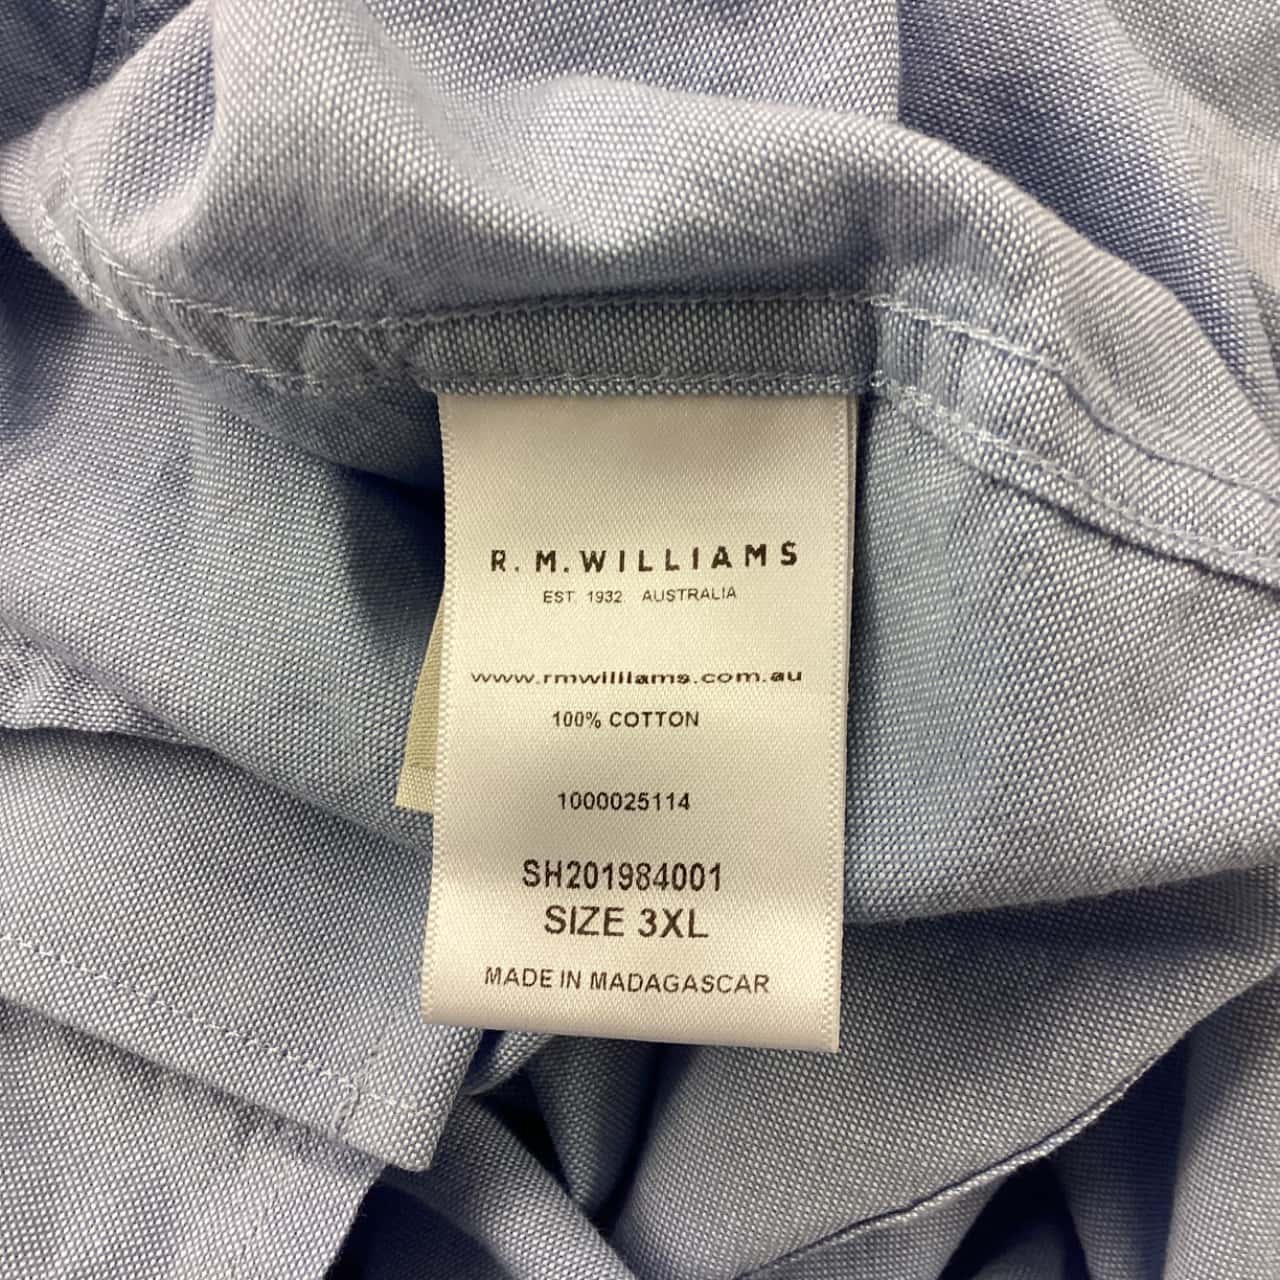 R.M.WILLIAMS
EST. 1932 AUSTRALIA
www.rmwilliams.com.au
100% COTTON
1000025114
SH201984001
SIZE 3XL
MADE IN MADAGASCAR